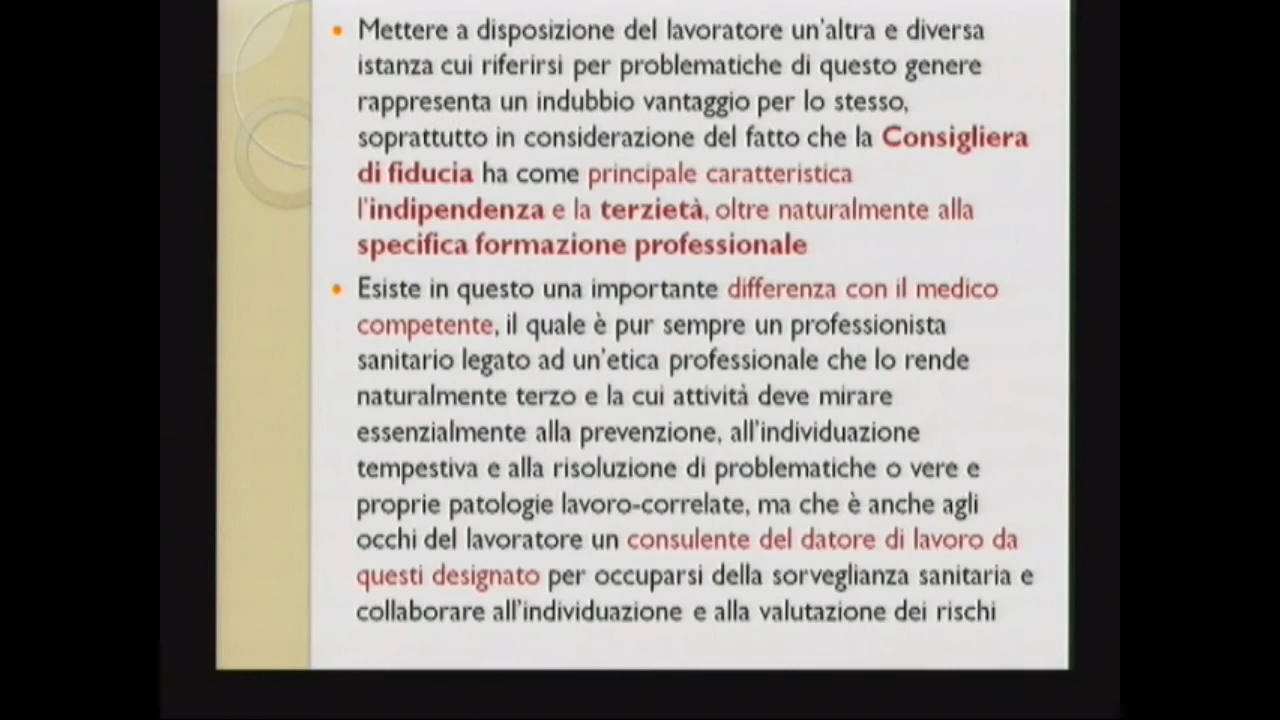 Mettere a disposizione del lavoratore un'altra e diversa
istanza cui riferirsi per problematiche di questo genere
rappresenta un indubbio vantaggio per lo stesso,
soprattutto in considerazione del fatto che la Consigliera
di fiducia ha come principale caratteristica
l'indipendenza e la terzietà, oltre naturalmente alla
specifica formazione professionale
Esiste in questo una importante differenza con il medico
competente, il quale è pur sempre un professionista
sanitario legato ad un'etica professionale che lo rende
naturalmente terzo e la cui attività deve mirare
essenzialmente alla prevenzione, all'individuazione
tempestiva e alla risoluzione di problematiche o vere e
proprie patologie lavoro-correlate, ma che è anche agli
occhi del lavoratore un consulente del datore di lavoro da
questi designato per occuparsi della sorveglianza sanitaria e
collaborare all'individuazione e alla valutazione dei rischi